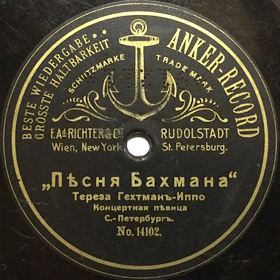 BESTE WIEDERGABE..
GRÖSSTE HALTBARKEIT
ANKER-RECORD
SCHUTZMARKE
TRADE MARK
F. AD. RICHTER & CIE
RUDOLSTADT
Wien, New York,
St. Petersburg.
„Пѣсня Бахмана“
Тереза Гехтманъ-Иппо
Концертная пѣвица
С.-Петербургъ.
No. 14102.